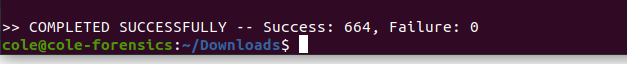 >> COMPLETED SUCCESSFULLY -- Success: 664, Failure: 0
cole@cole-forensics:~/Downloads$